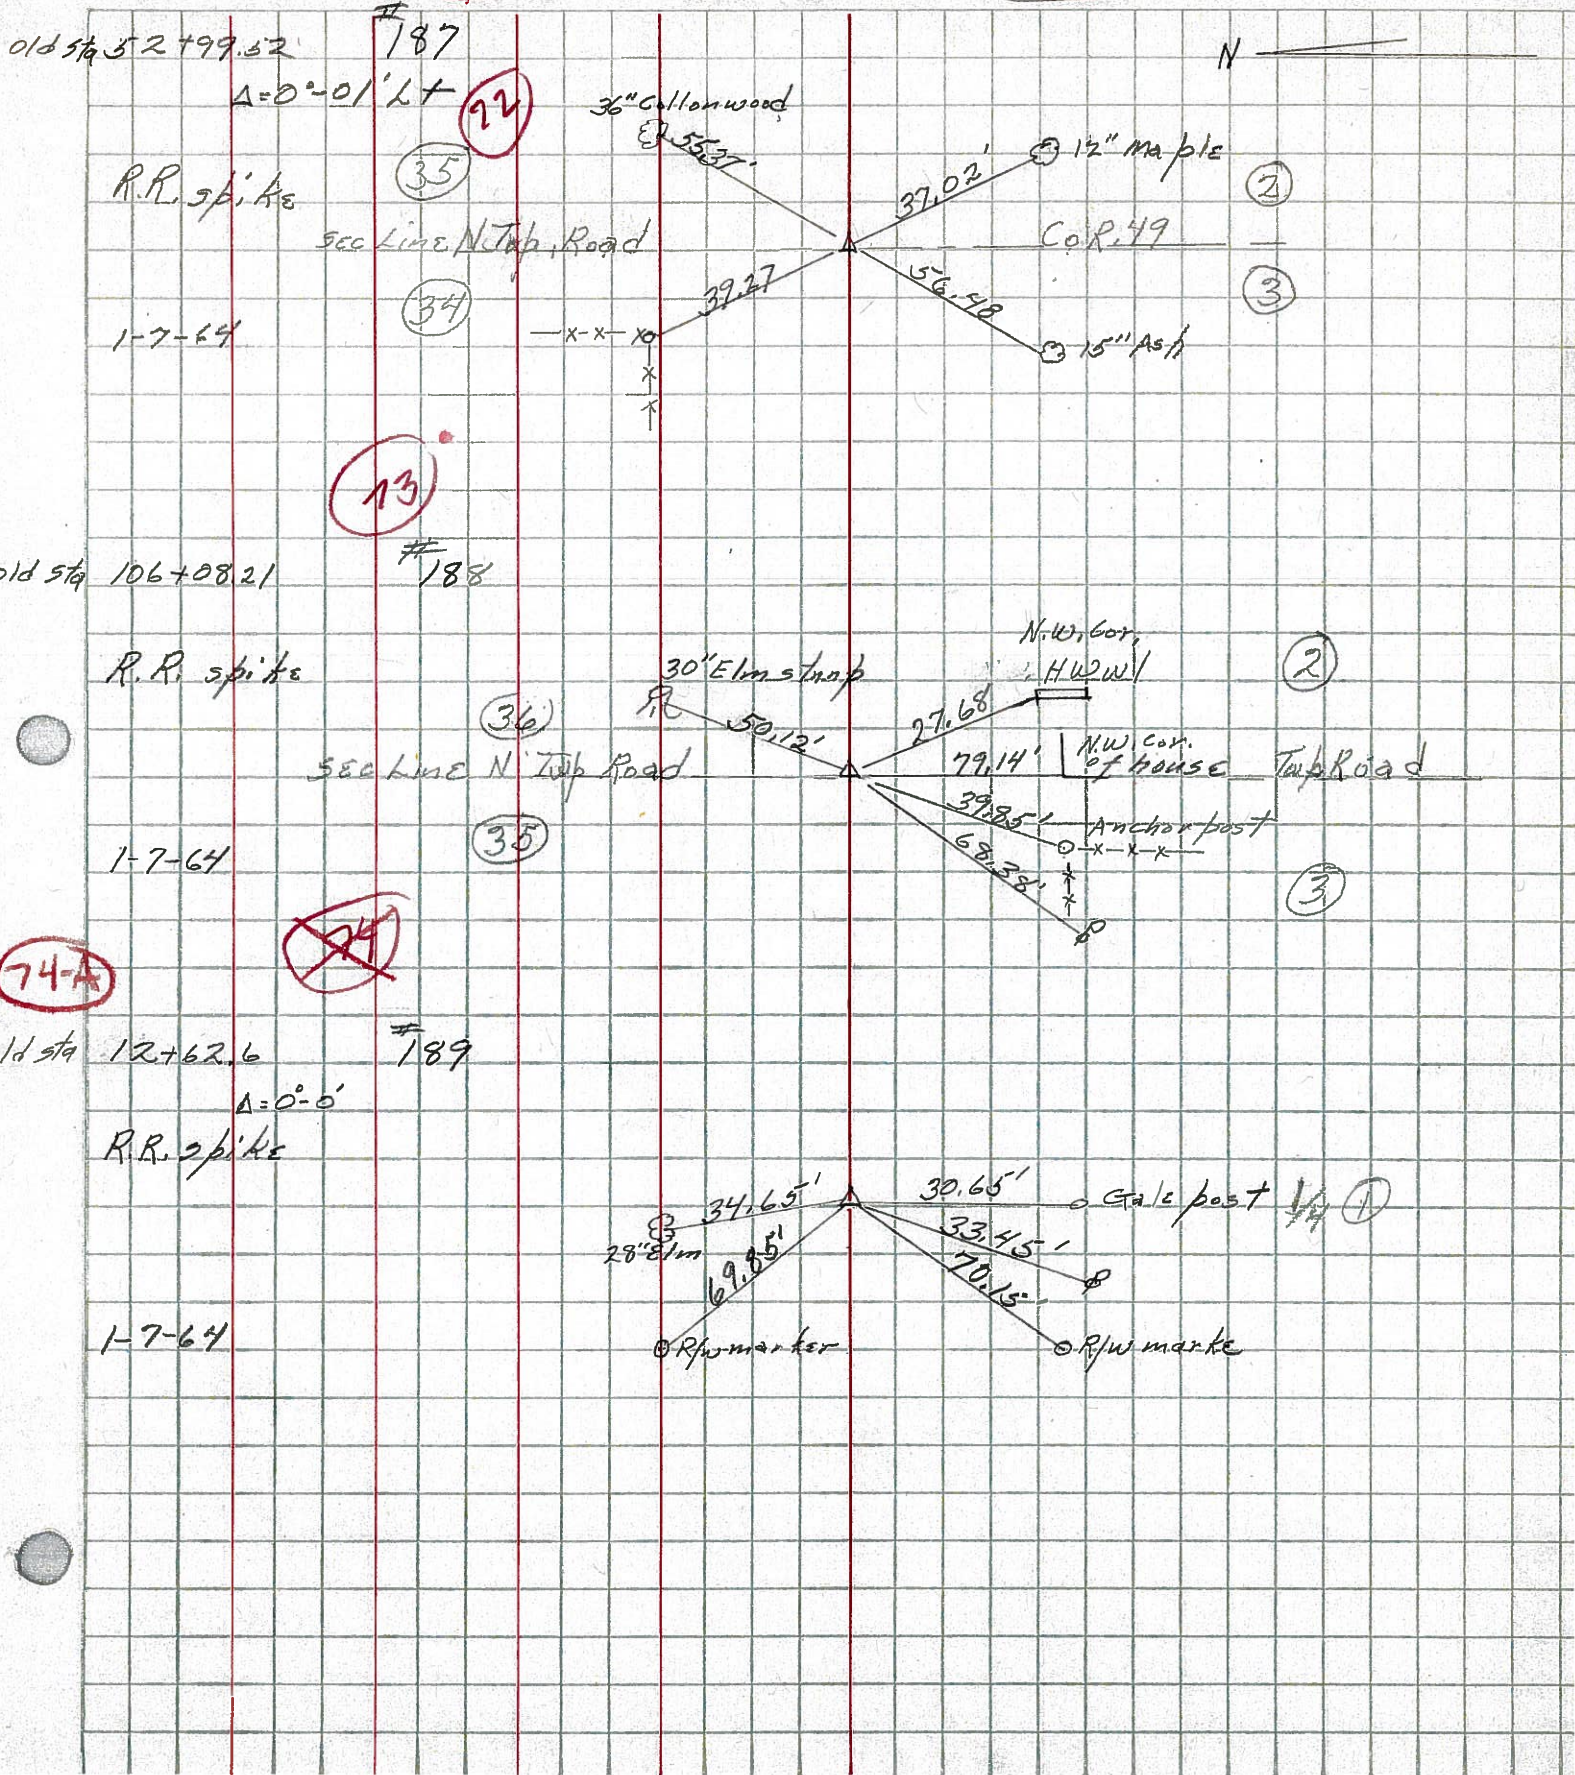 #187
old sta 52+99.52
N
Δ=0°-01' Lt
22
36" Cottonwood
55.37'
12" Maple
35
37.02'
2
R.R. spike
Sec Line N. Twp. Road
Co R. 49
34
39.27
56.48
3
1-7-64
-x-x-x
15" Ash
x
x
13
#188
old sta 106+08.21
N.W. Cor.
HWWl
2
R.R. spike
30" Elm stump
36
50.12'
27.68'
N.W. Cor.
of house
79.14'
Sec Line N Twp Road
Twp Road
39.85'
Anchor post
35
-x-x-x-
1-7-64
68.38'
x
x
3
74
74-A
#189
ld sta 12+62.6
Δ=0°-0'
R.R. spike
34.65'
30.65'
Gate post 1/4 1
33.45'
28" Elm
69.85'
70.15'
1-7-64
R/w marker
R/w marke